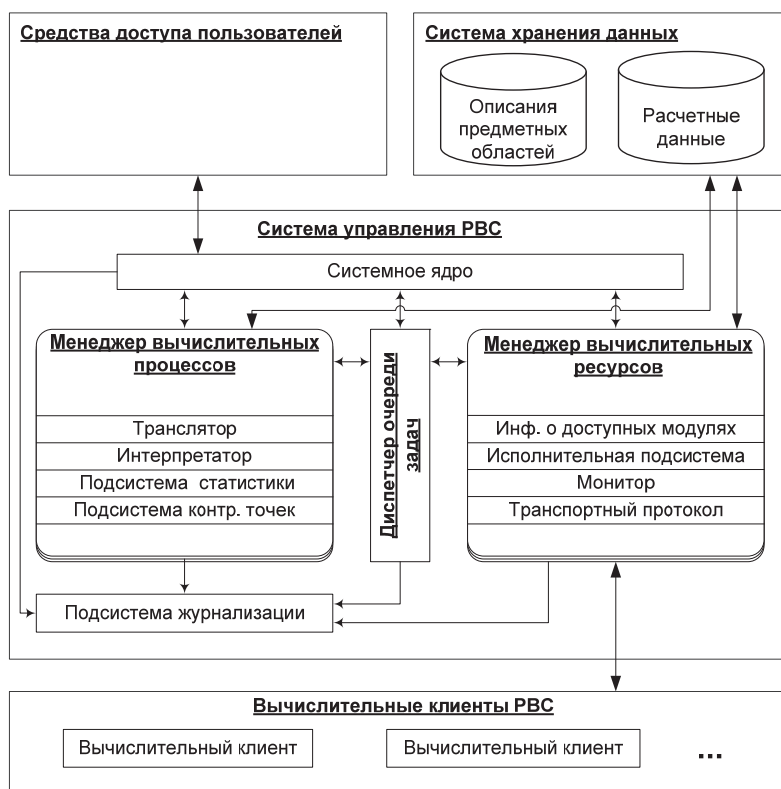 Средства доступа пользователей
Система хранения данных
Описания
предметных
областей
Расчетные
данные
Система управления РВС
Системное ядро
Менеджер вычислительных
процессов
Транслятор
Интерпретатор
Подсистема статистики
Подсистема контр. точек
Диспетчер очереди
задач
Менеджер вычислительных
ресурсов
Инф. о доступных модулях
Исполнительная подсистема
Монитор
Транспортный протокол
Подсистема журнализации
Вычислительные клиенты РВС
Вычислительный клиент
Вычислительный клиент
...